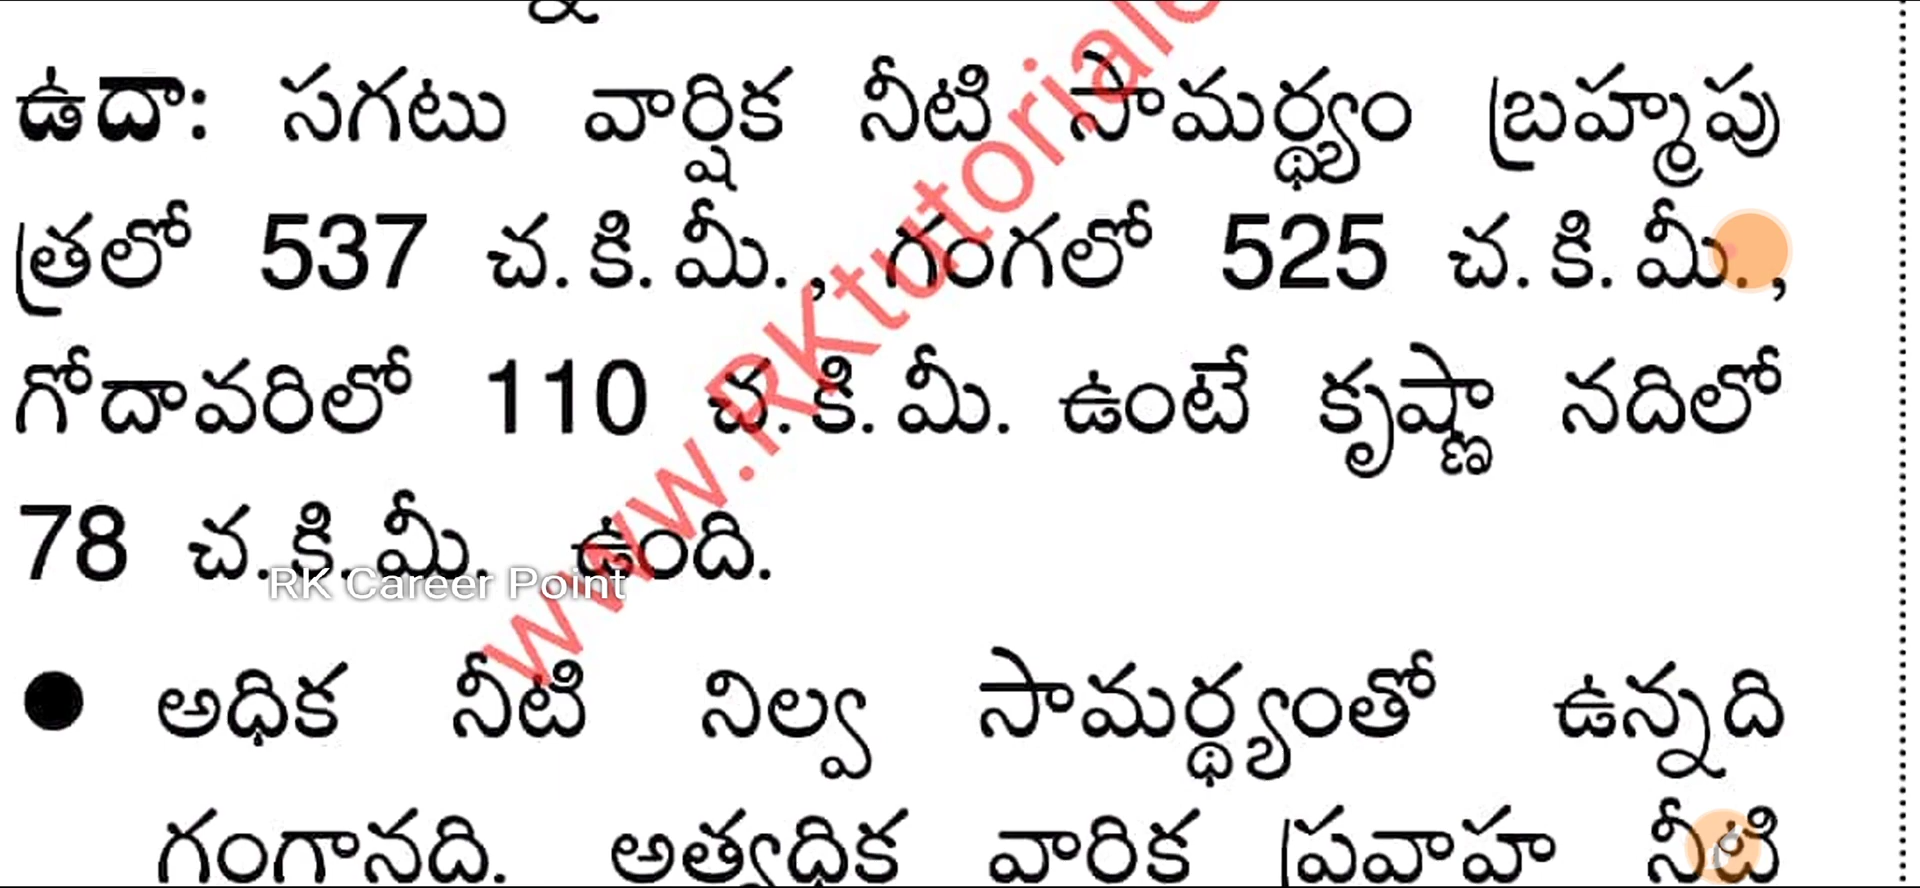 ఉదా: సగటు వార్షిక నీటి సామర్థ్యం బ్రహ్మపు
త్రలో 537 చ.కి.మీ., గంగలో 525 చ.కి.మీ.,
గోదావరిలో 110 చ.కి.మీ. ఉంటే కృష్ణా నదిలో
78 చ.కి.మీ. ఉంది.
RK Career Point
www.RKtutorial
● అధిక నీటి నిల్వ సామర్థ్యంతో ఉన్నది
గంగానది. అత్యధిక వారిక ప్రవాహ నీటి